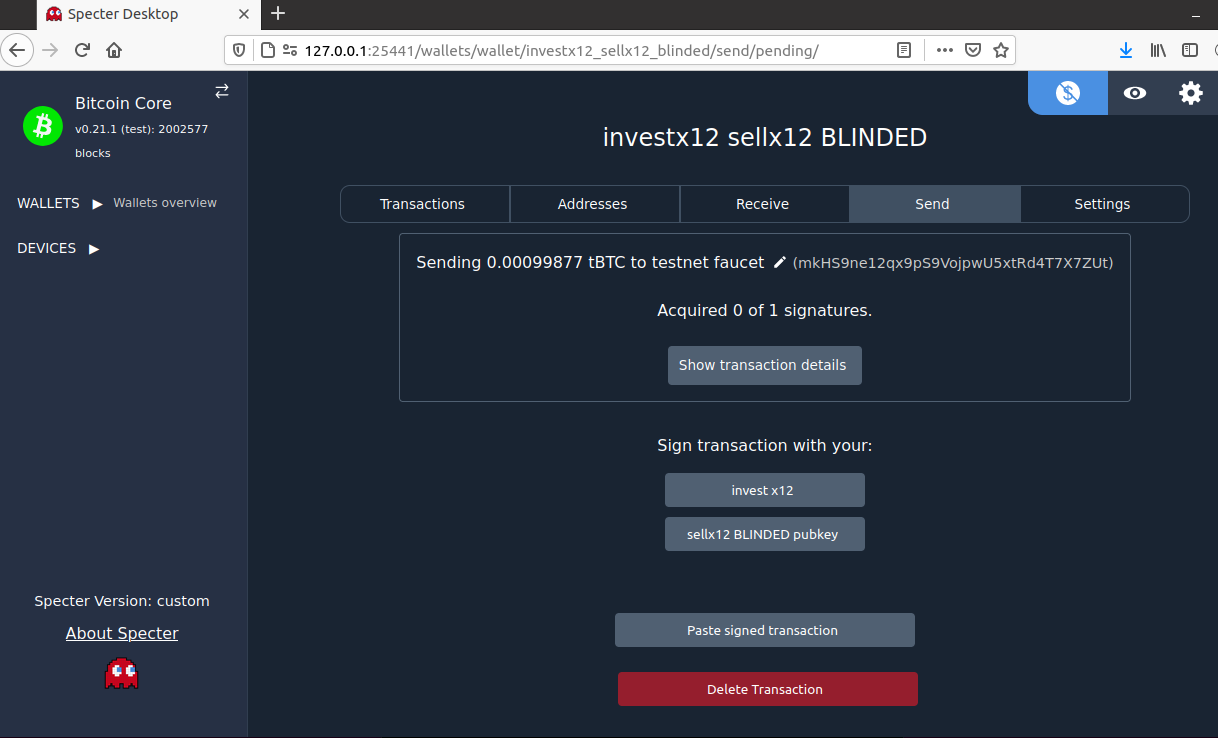 Specter Desktop
127.0.0.1:25441/wallets/wallet/investx12_sellx12_blinded/send/pending/
Bitcoin Core
v0.21.1 (test): 2002577
blocks
WALLETS ▶ Wallets overview
DEVICES ▶
Specter Version: custom
About Specter
investx12 sellx12 BLINDED
Transactions
Addresses
Receive
Send
Settings
Sending 0.00099877 tBTC to testnet faucet (mkHS9ne12qx9pS9VojpwU5xtRd4T7X7ZUt)
Acquired 0 of 1 signatures.
Show transaction details
Sign transaction with your:
invest x12
sellx12 BLINDED pubkey
Paste signed transaction
Delete Transaction